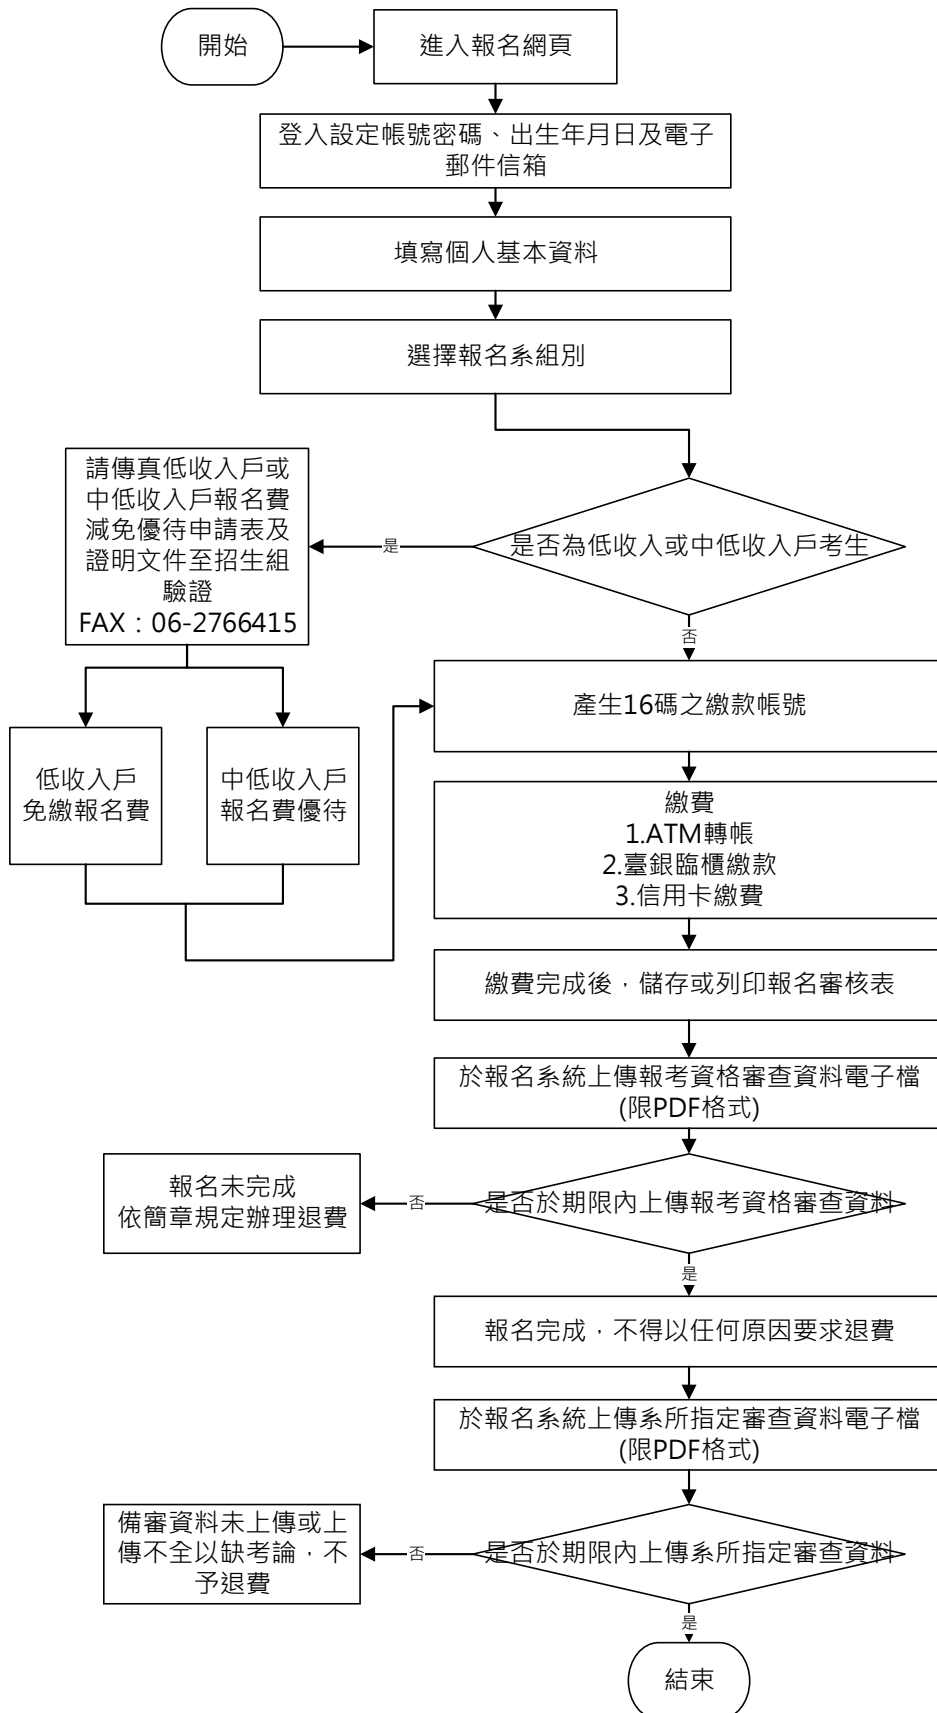 開始
進入報名網頁
登入設定帳號密碼、出生年月日及電子
郵件信箱
填寫個人基本資料
選擇報名系組別
請傳真低收入戶或
中低收入戶報名費
減免優待申請表及
證明文件至招生組
驗證
FAX：06-2766415
是
是否為低收入或中低收入戶考生
否
產生16碼之繳款帳號
低收入戶
免繳報名費
中低收入戶
報名費優待
繳費
1.ATM轉帳
2.臺銀臨櫃繳款
3.信用卡繳費
繳費完成後，儲存或列印報名審核表
於報名系統上傳報考資格審查資料電子檔
(限PDF格式)
報名未完成
依簡章規定辦理退費
否
是否於期限內上傳報考資格審查資料
是
報名完成，不得以任何原因要求退費
於報名系統上傳系所指定審查資料電子檔
(限PDF格式)
備審資料未上傳或上
傳不全以缺考論，不
予退費
否
是否於期限內上傳系所指定審查資料
是
結束